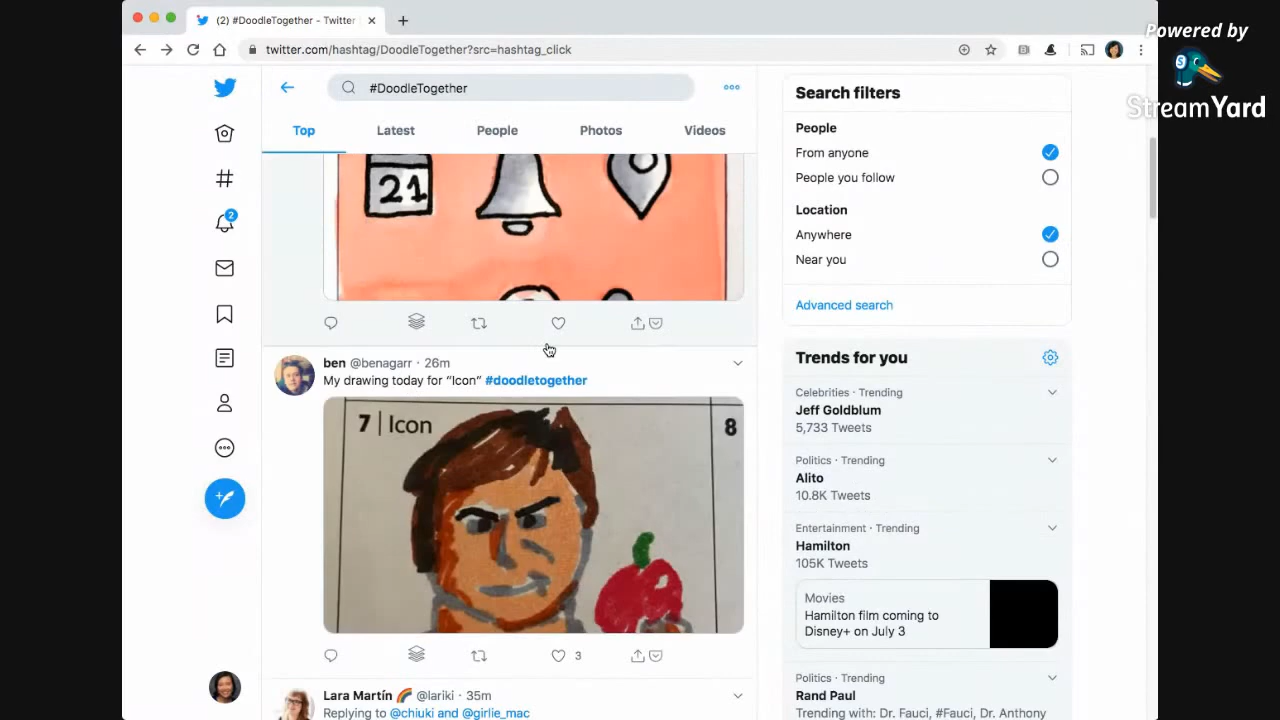 (2) #DoodleTogether - Twitter
twitter.com/hashtag/DoodleTogether?src=hashtag_click
Powered by
StreamYard
#DoodleTogether
Top
Latest
People
Photos
Videos
2
21
ben @benagarr · 26m
My drawing today for “Icon” #doodletogether
7 | Icon
8
3
Lara Martín 🌈 @lariki · 35m
Replying to @chiuki and @girlie_mac
Search filters
People
From anyone
People you follow
Location
Anywhere
Near you
Advanced search
Trends for you
Celebrities · Trending
Jeff Goldblum
5,733 Tweets
Politics · Trending
Alito
10.8K Tweets
Entertainment · Trending
Hamilton
105K Tweets
Movies
Hamilton film coming to
Disney+ on July 3
Politics · Trending
Rand Paul
Trending with: Dr. Fauci, #Fauci, Dr. Anthony